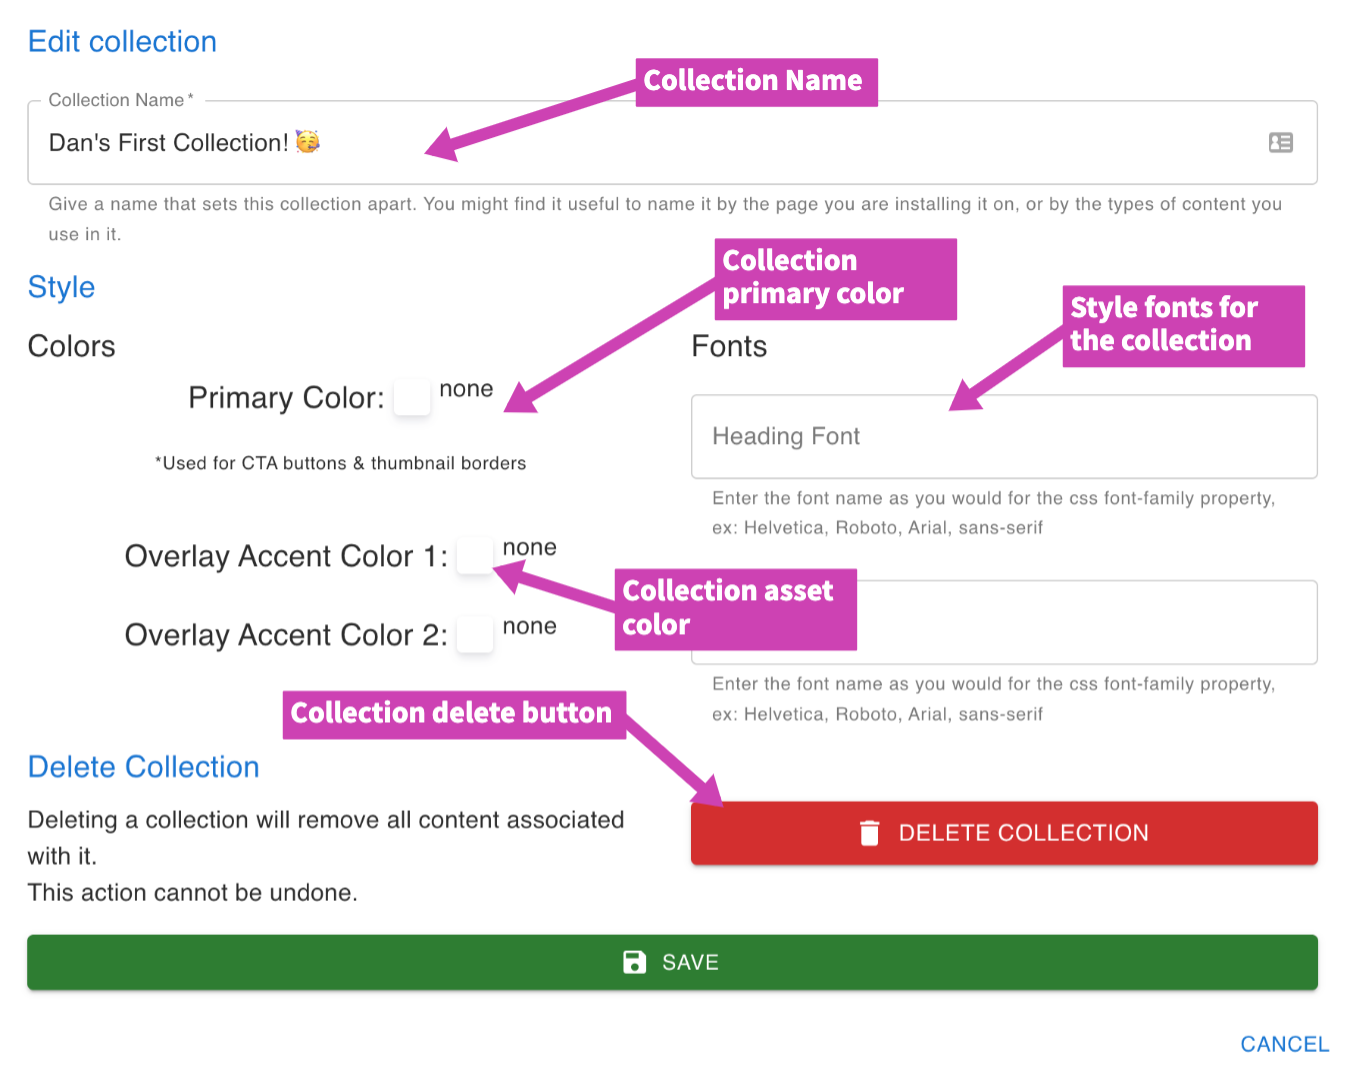 Edit collection
Collection Name
Collection Name *
Dan's First Collection! 🥳
Give a name that sets this collection apart. You might find it useful to name it by the page you are installing it on, or by the types of content you
use in it.
Style
Collection
primary color
Style fonts for
the collection
Colors
Fonts
Primary Color:
none
*Used for CTA buttons & thumbnail borders
Heading Font
Enter the font name as you would for the css font-family property,
ex: Helvetica, Roboto, Arial, sans-serif
Overlay Accent Color 1:
none
Collection asset
color
Overlay Accent Color 2:
none
Enter the font name as you would for the css font-family property,
ex: Helvetica, Roboto, Arial, sans-serif
Collection delete button
Delete Collection
Deleting a collection will remove all content associated
with it.
This action cannot be undone.
DELETE COLLECTION
SAVE
CANCEL